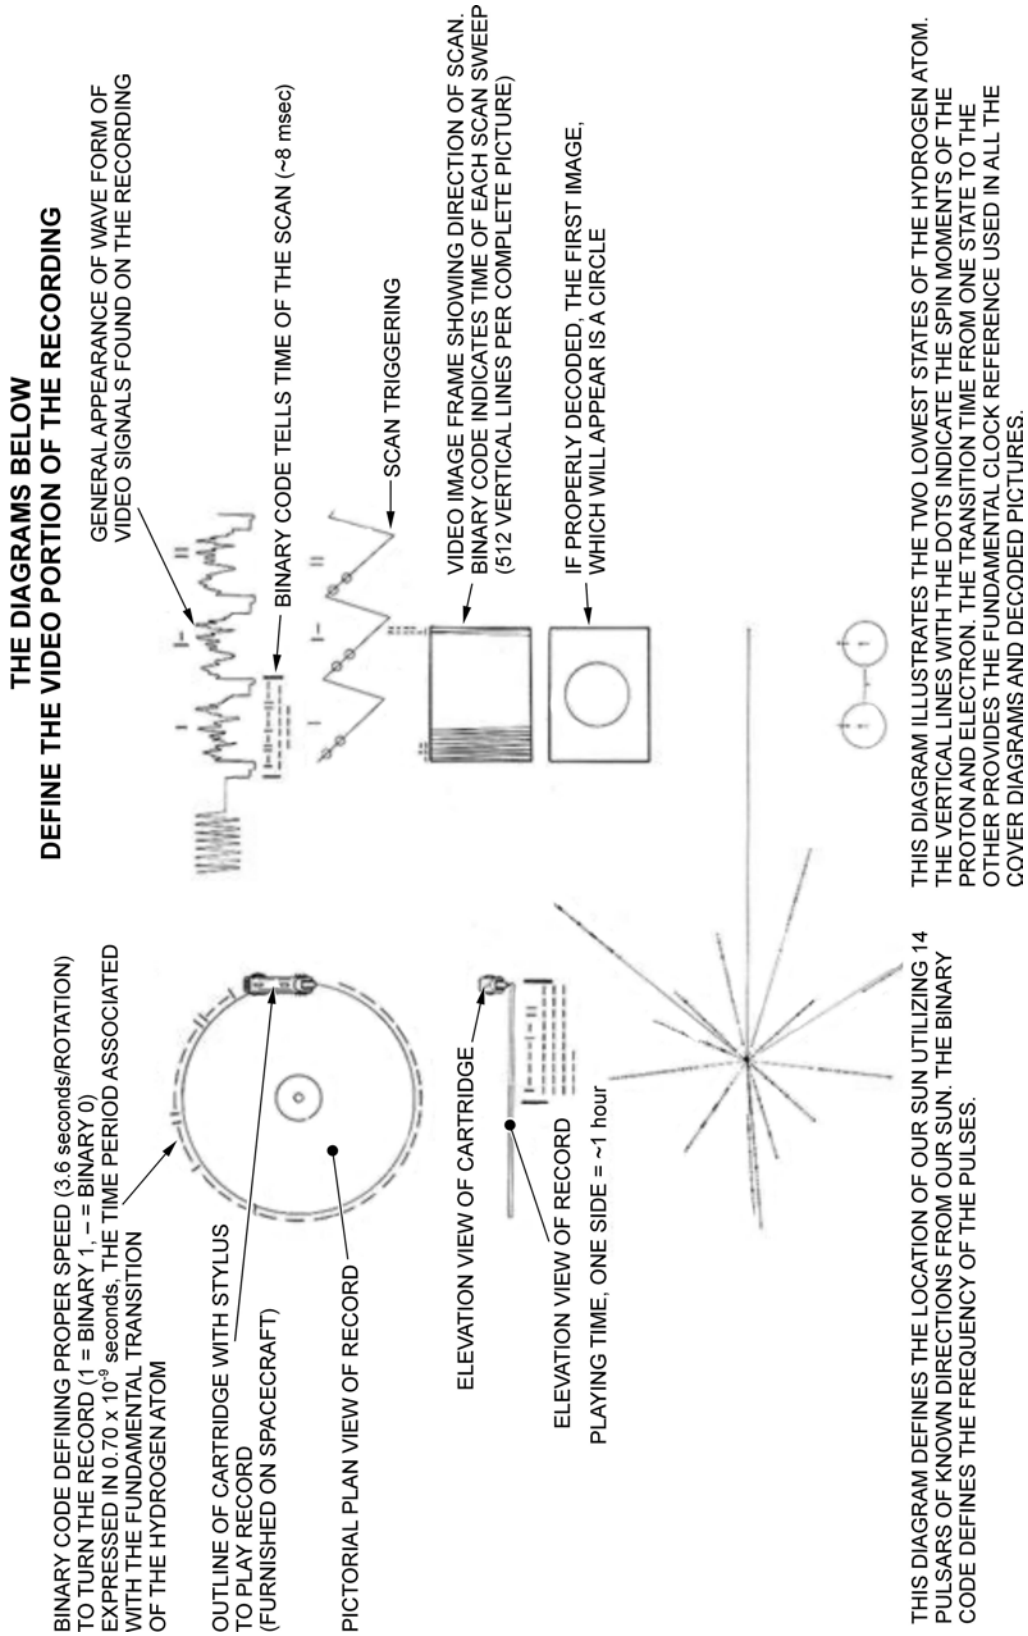 BINARY CODE DEFINING PROPER SPEED (3.6 seconds/ROTATION)
TO TURN THE RECORD (1 = BINARY 1, – = BINARY 0)
EXPRESSED IN 0.70 x 10⁻⁹ seconds, THE TIME PERIOD ASSOCIATED
WITH THE FUNDAMENTAL TRANSITION
OF THE HYDROGEN ATOM
OUTLINE OF CARTRIDGE WITH STYLUS
TO PLAY RECORD
(FURNISHED ON SPACECRAFT)
PICTORIAL PLAN VIEW OF RECORD
ELEVATION VIEW OF CARTRIDGE
ELEVATION VIEW OF RECORD
PLAYING TIME, ONE SIDE = ~1 hour
THIS DIAGRAM DEFINES THE LOCATION OF OUR SUN UTILIZING 14
PULSARS OF KNOWN DIRECTIONS FROM OUR SUN. THE BINARY
CODE DEFINES THE FREQUENCY OF THE PULSES.
THE DIAGRAMS BELOW
DEFINE THE VIDEO PORTION OF THE RECORDING
GENERAL APPEARANCE OF WAVE FORM OF
VIDEO SIGNALS FOUND ON THE RECORDING
BINARY CODE TELLS TIME OF THE SCAN (~8 msec)
SCAN TRIGGERING
VIDEO IMAGE FRAME SHOWING DIRECTION OF SCAN.
BINARY CODE INDICATES TIME OF EACH SCAN SWEEP
(512 VERTICAL LINES PER COMPLETE PICTURE)
IF PROPERLY DECODED, THE FIRST IMAGE,
WHICH WILL APPEAR IS A CIRCLE
THIS DIAGRAM ILLUSTRATES THE TWO LOWEST STATES OF THE HYDROGEN ATOM.
THE VERTICAL LINES WITH THE DOTS INDICATE THE SPIN MOMENTS OF THE
PROTON AND ELECTRON. THE TRANSITION TIME FROM ONE STATE TO THE
OTHER PROVIDES THE FUNDAMENTAL CLOCK REFERENCE USED IN ALL THE
COVER DIAGRAMS AND DECODED PICTURES.